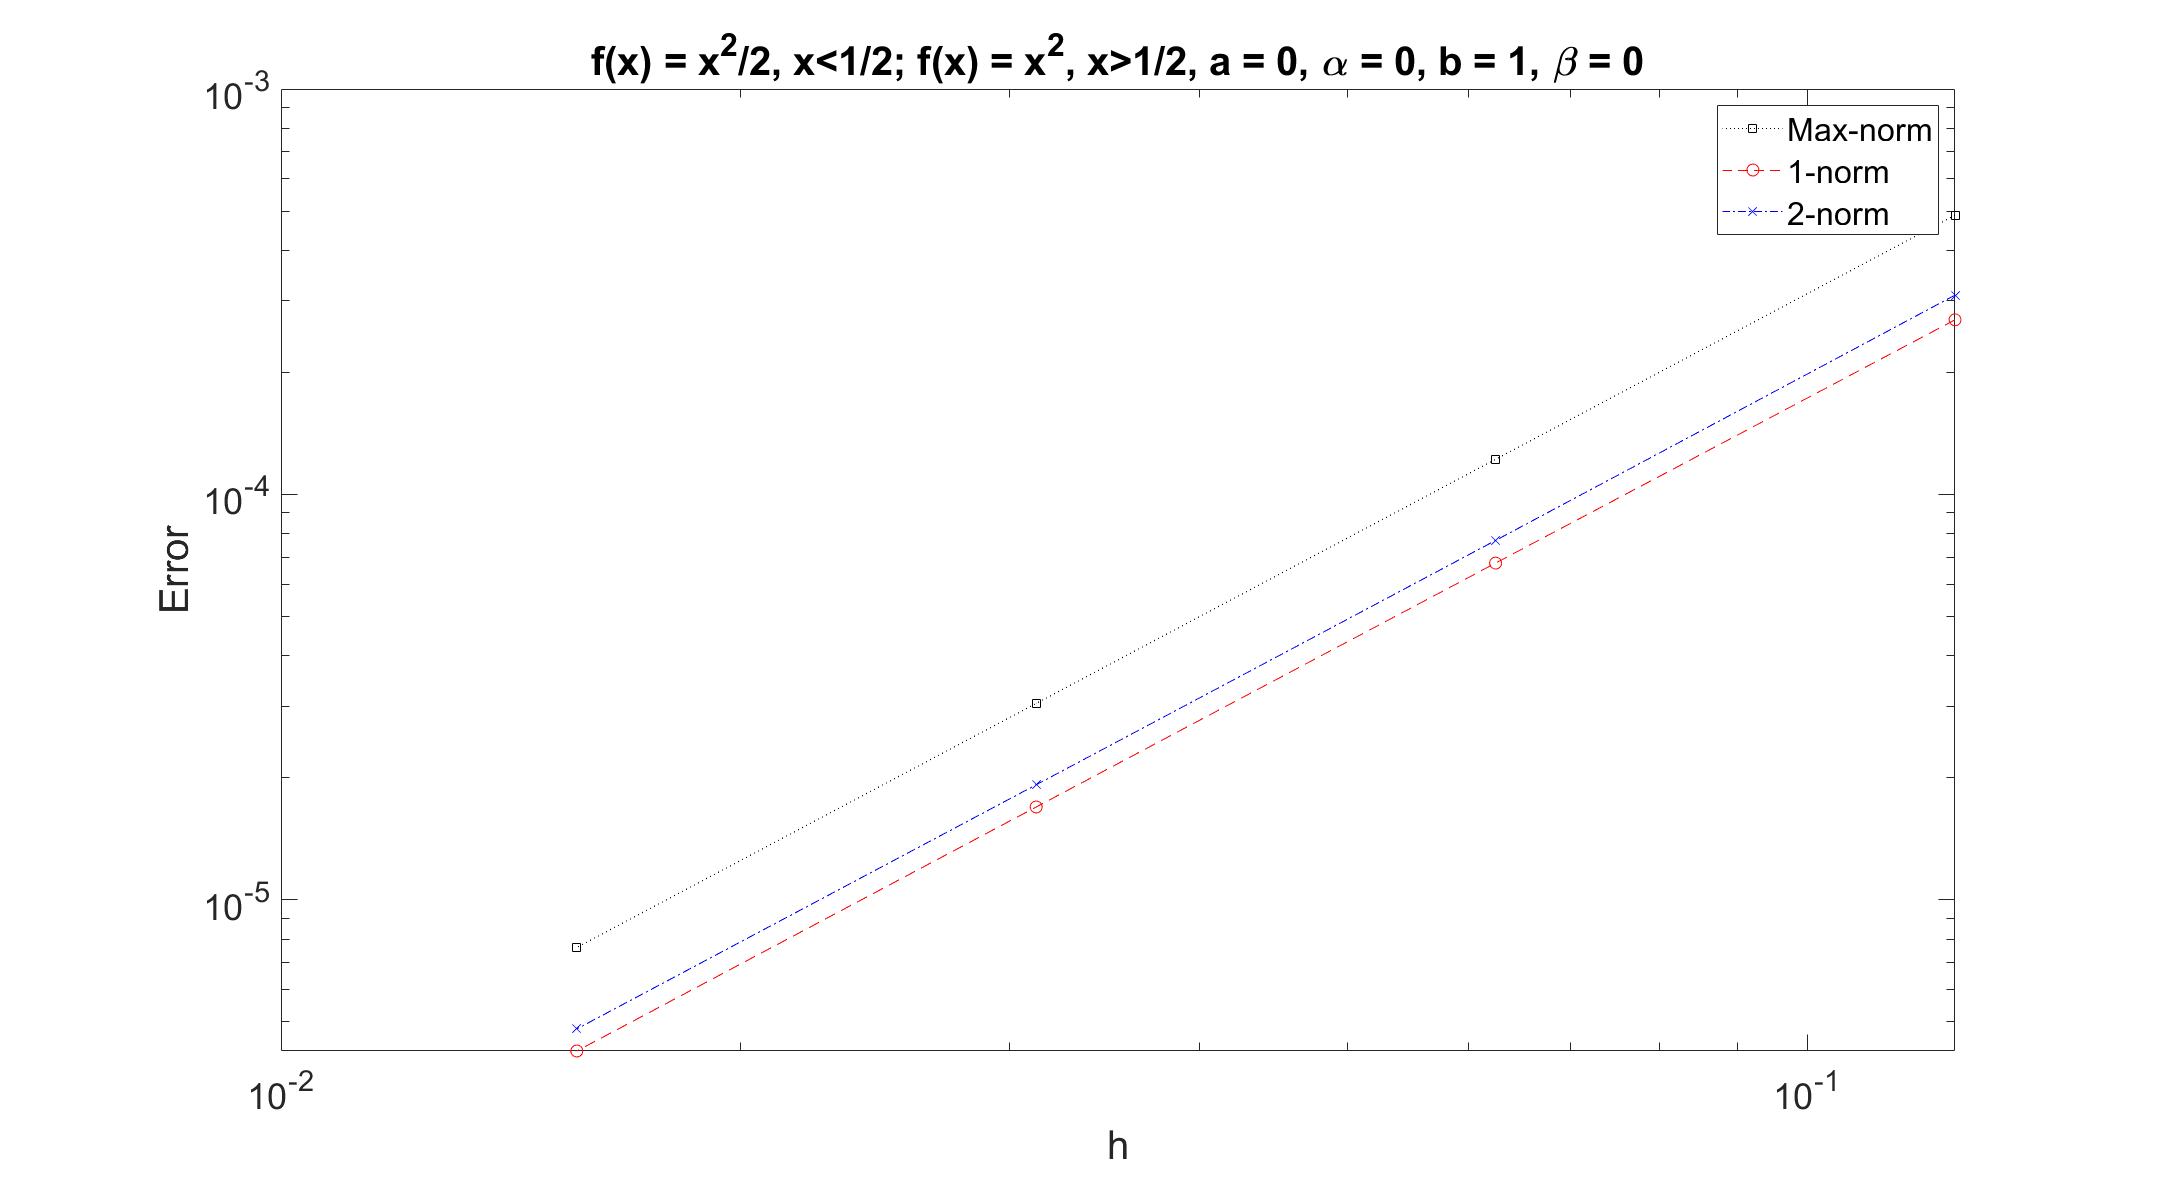 f(x) = x²/2, x<1/2; f(x) = x², x>1/2, a = 0, α = 0, b = 1, β = 0
10⁻³
Max-norm
1-norm
2-norm
10⁻⁴
Error
10⁻⁵
10⁻² 10⁻¹
h